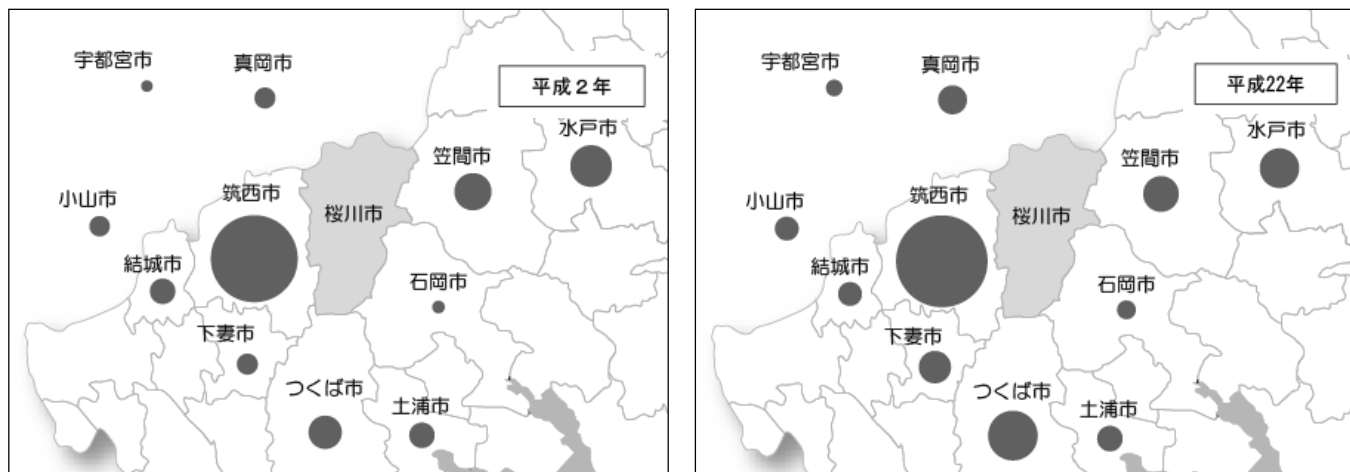 宇都宮市
真岡市
平成２年
水戸市
笠間市
筑西市
小山市
桜川市
結城市
石岡市
下妻市
つくば市
土浦市
宇都宮市
真岡市
平成22年
水戸市
笠間市
筑西市
小山市
桜川市
結城市
石岡市
下妻市
つくば市
土浦市